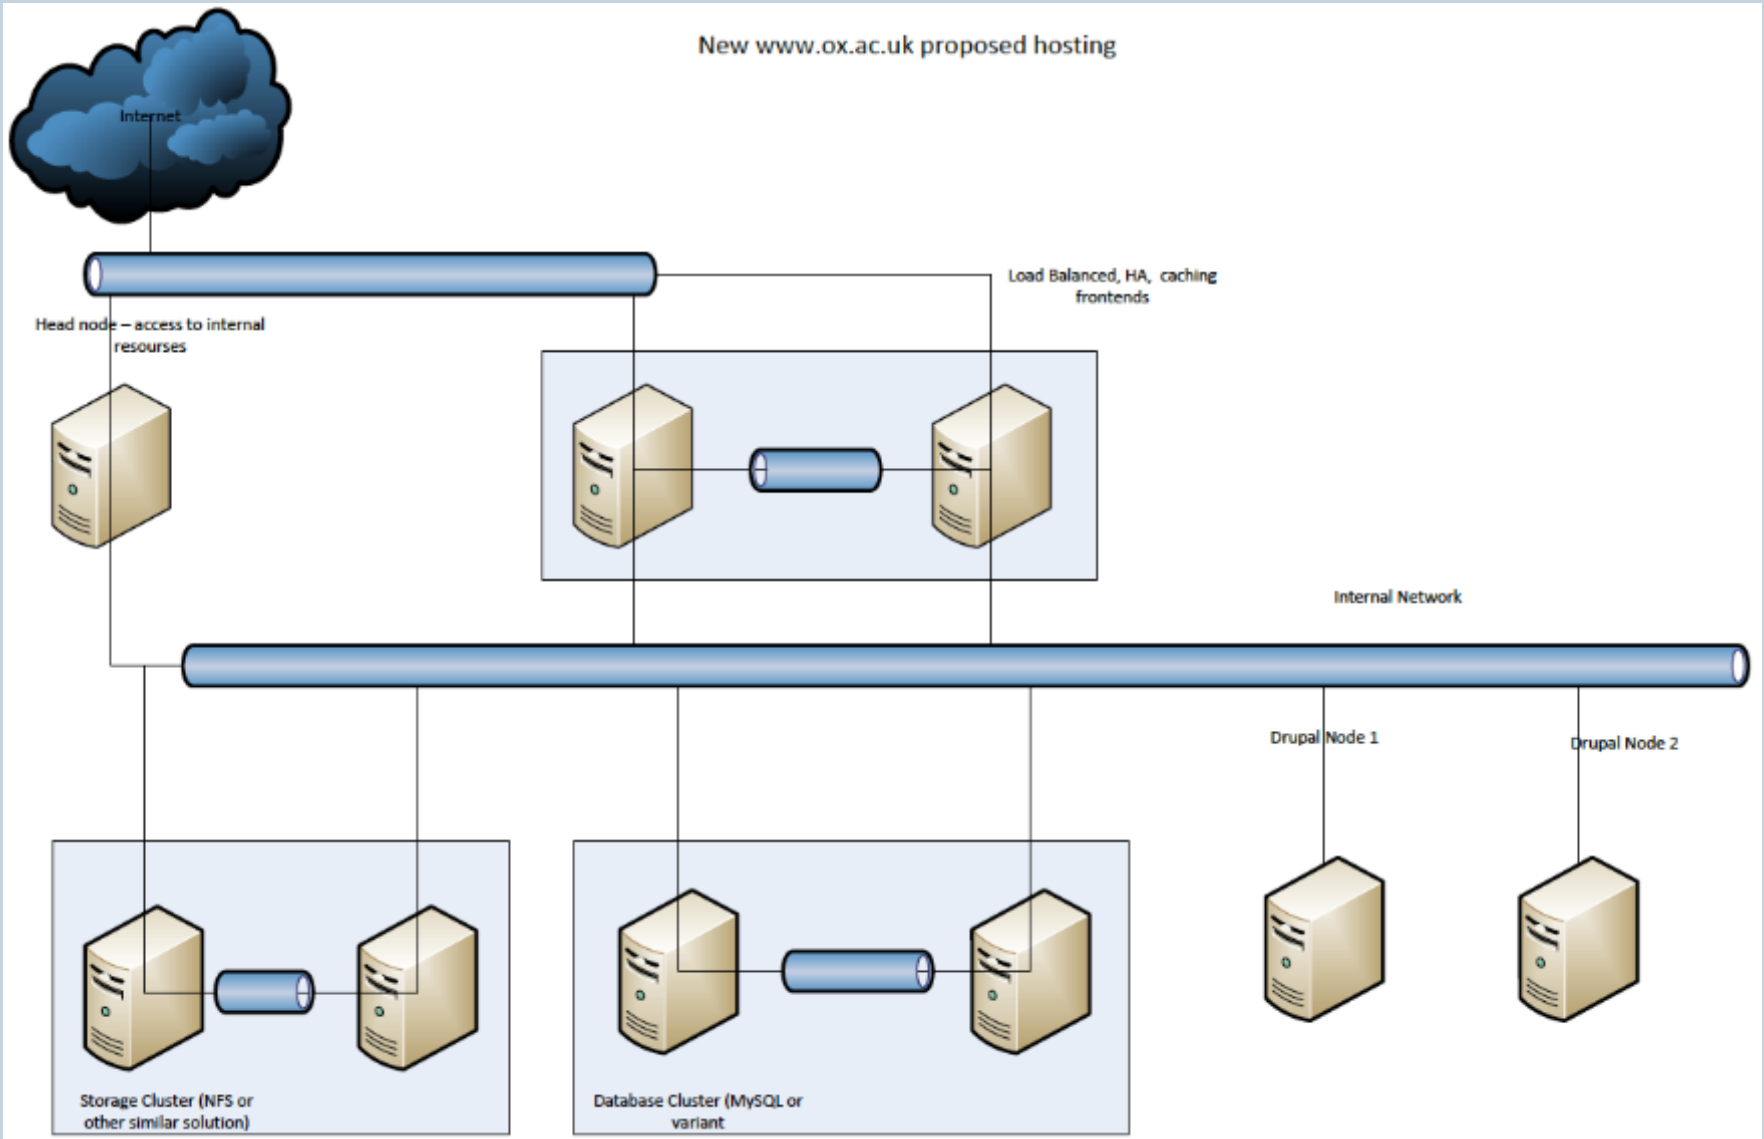 New www.ox.ac.uk proposed hosting
Internet
Load Balanced, HA, caching
frontends
Head node – access to internal
resourses
Internal Network
Drupal Node 1
Drupal Node 2
Storage Cluster (NFS or
other similar solution)
Database Cluster (MySQL or
variant